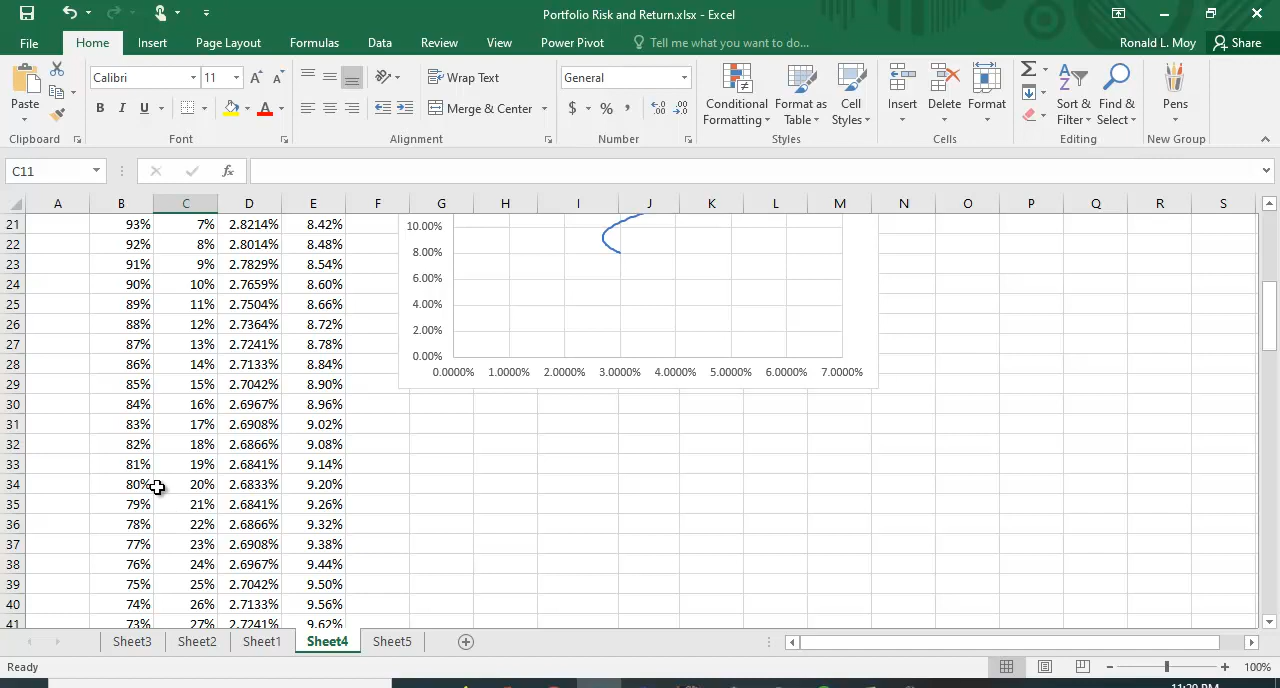 Portfolio Risk and Return.xlsx - Excel
File Home Insert Page Layout Formulas Data Review View Power Pivot Tell me what you want to do... Ronald L. Moy Share
Paste
Clipboard
Calibri 11
B I U
Font
Wrap Text
Merge & Center
Alignment
General
$ % ,
Number
Conditional Formatting
Format as Table
Cell Styles
Styles
Insert Delete Format
Cells
Sort & Filter
Find & Select
Editing
Pens
New Group
C11 fx
A B C D E F G H I J K L M N O P Q R S
21 93% 7% 2.8214% 8.42%
22 92% 8% 2.8014% 8.48%
23 91% 9% 2.7829% 8.54%
24 90% 10% 2.7659% 8.60%
25 89% 11% 2.7504% 8.66%
26 88% 12% 2.7364% 8.72%
27 87% 13% 2.7241% 8.78%
28 86% 14% 2.7133% 8.84%
29 85% 15% 2.7042% 8.90%
30 84% 16% 2.6967% 8.96%
31 83% 17% 2.6908% 9.02%
32 82% 18% 2.6866% 9.08%
33 81% 19% 2.6841% 9.14%
34 80% 20% 2.6833% 9.20%
35 79% 21% 2.6841% 9.26%
36 78% 22% 2.6866% 9.32%
37 77% 23% 2.6908% 9.38%
38 76% 24% 2.6967% 9.44%
39 75% 25% 2.7042% 9.50%
40 74% 26% 2.7133% 9.56%
41 73% 27% 2.7241% 9.62%
10.00%
8.00%
6.00%
4.00%
2.00%
0.00%
0.0000% 1.0000% 2.0000% 3.0000% 4.0000% 5.0000% 6.0000% 7.0000%
Sheet3 Sheet2 Sheet1 Sheet4 Sheet5
Ready 100%